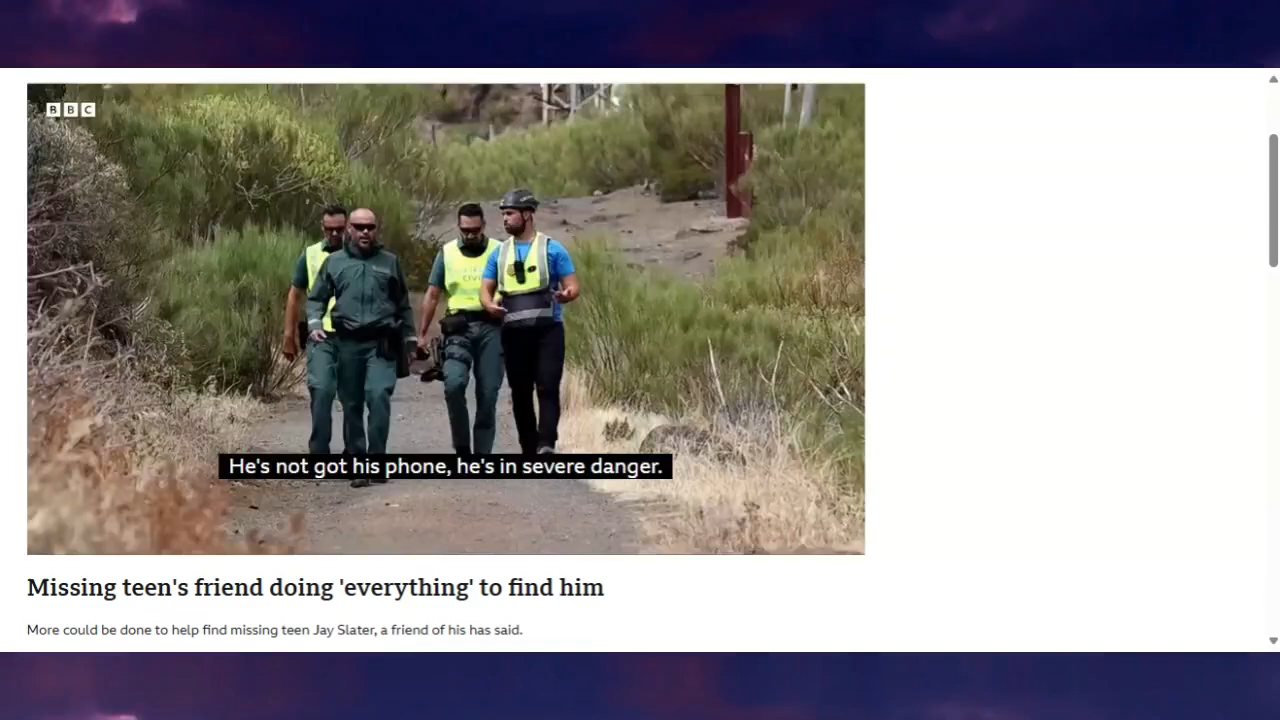 BBC
CIVIL
He's not got his phone, he's in severe danger.
Missing teen's friend doing 'everything' to find him
More could be done to help find missing teen Jay Slater, a friend of his has said.